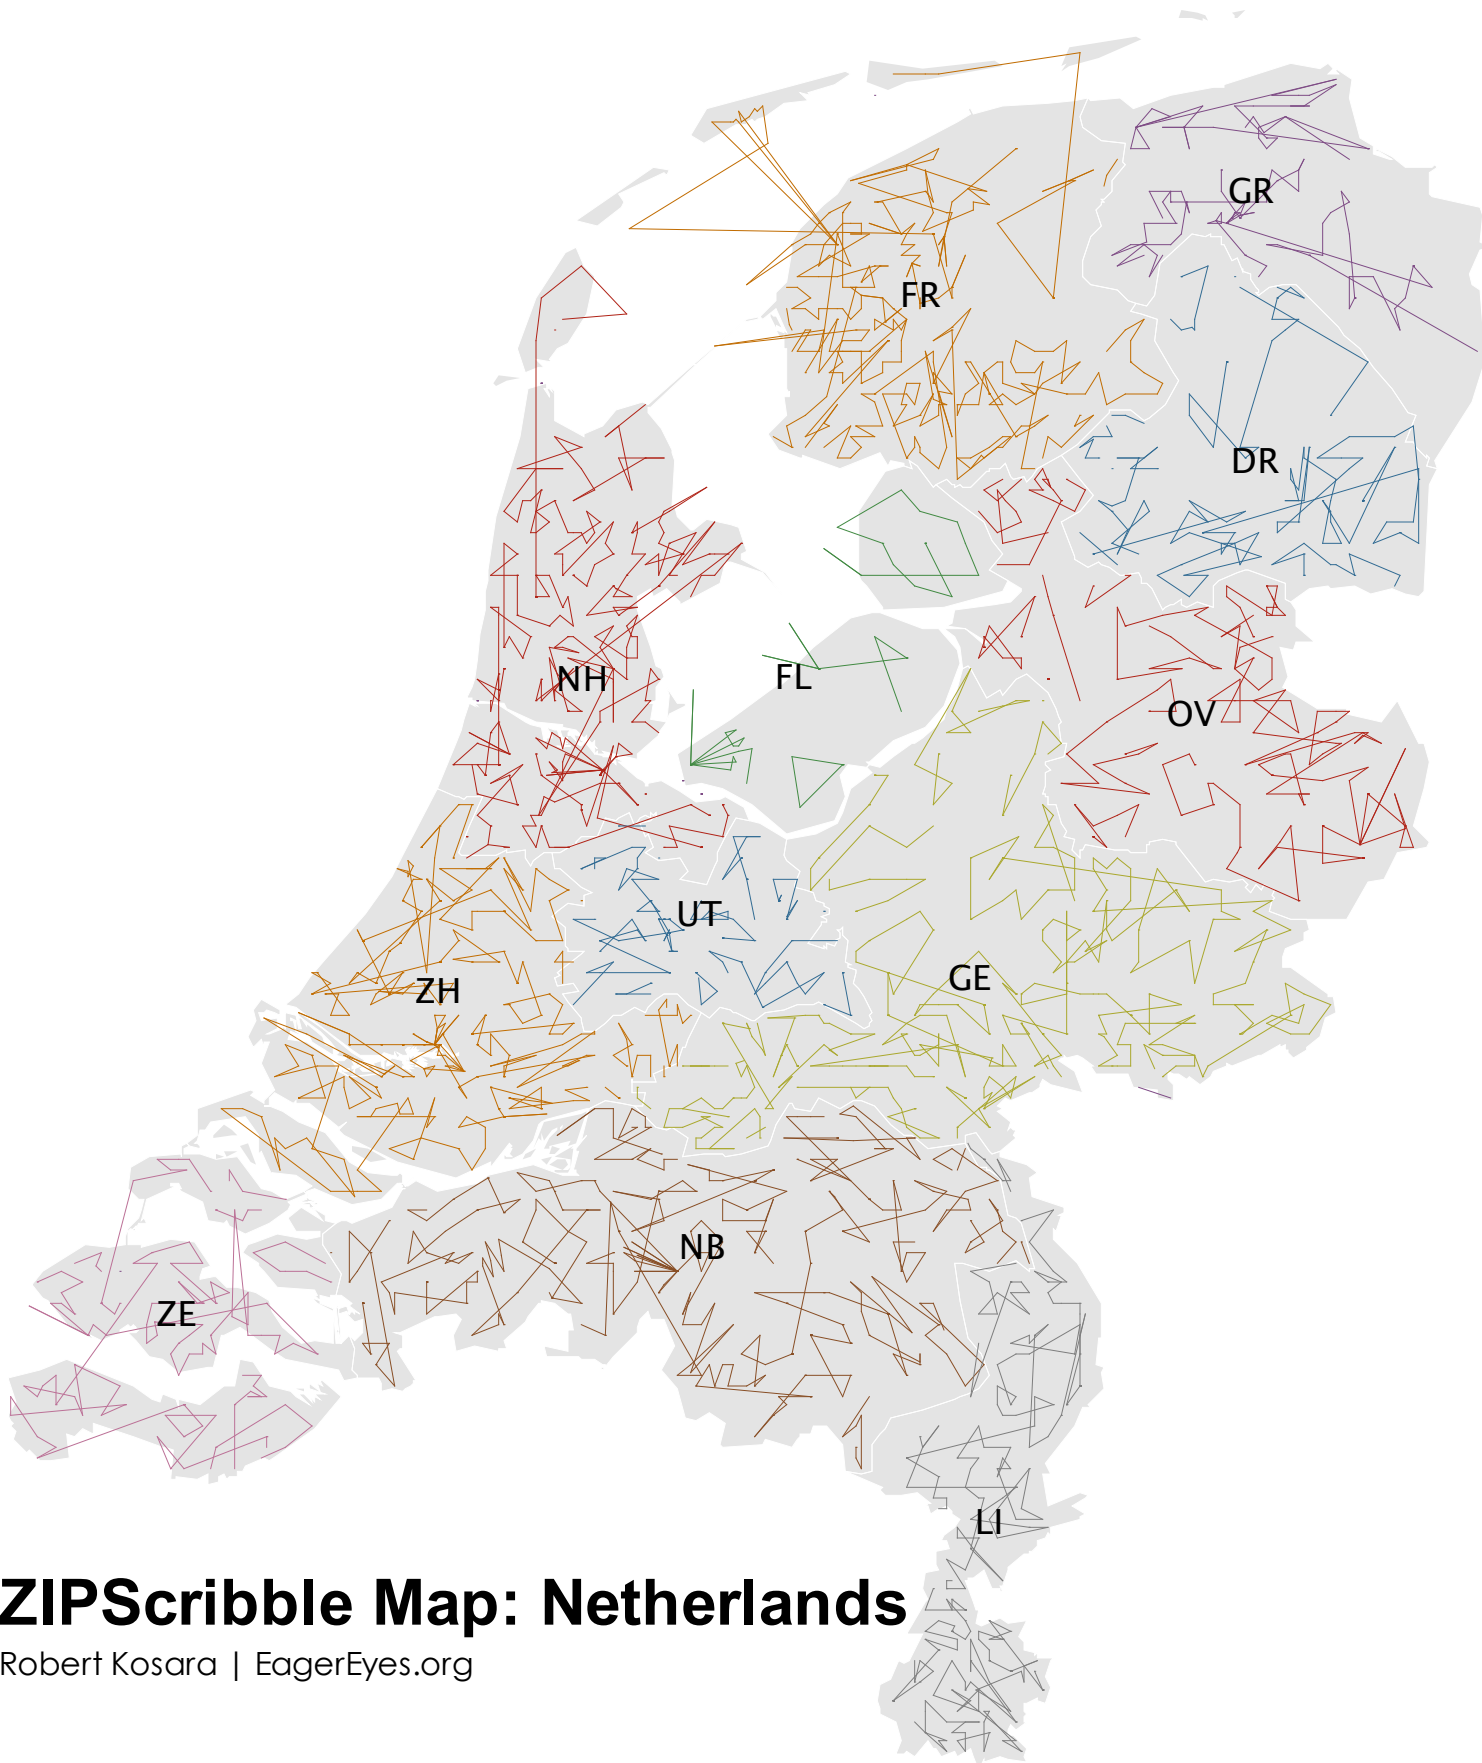 GR
FR
DR
NH
FL
OV
UT
GE
ZH
NB
ZE
LI
ZIPScribble Map: Netherlands
Robert Kosara | EagerEyes.org